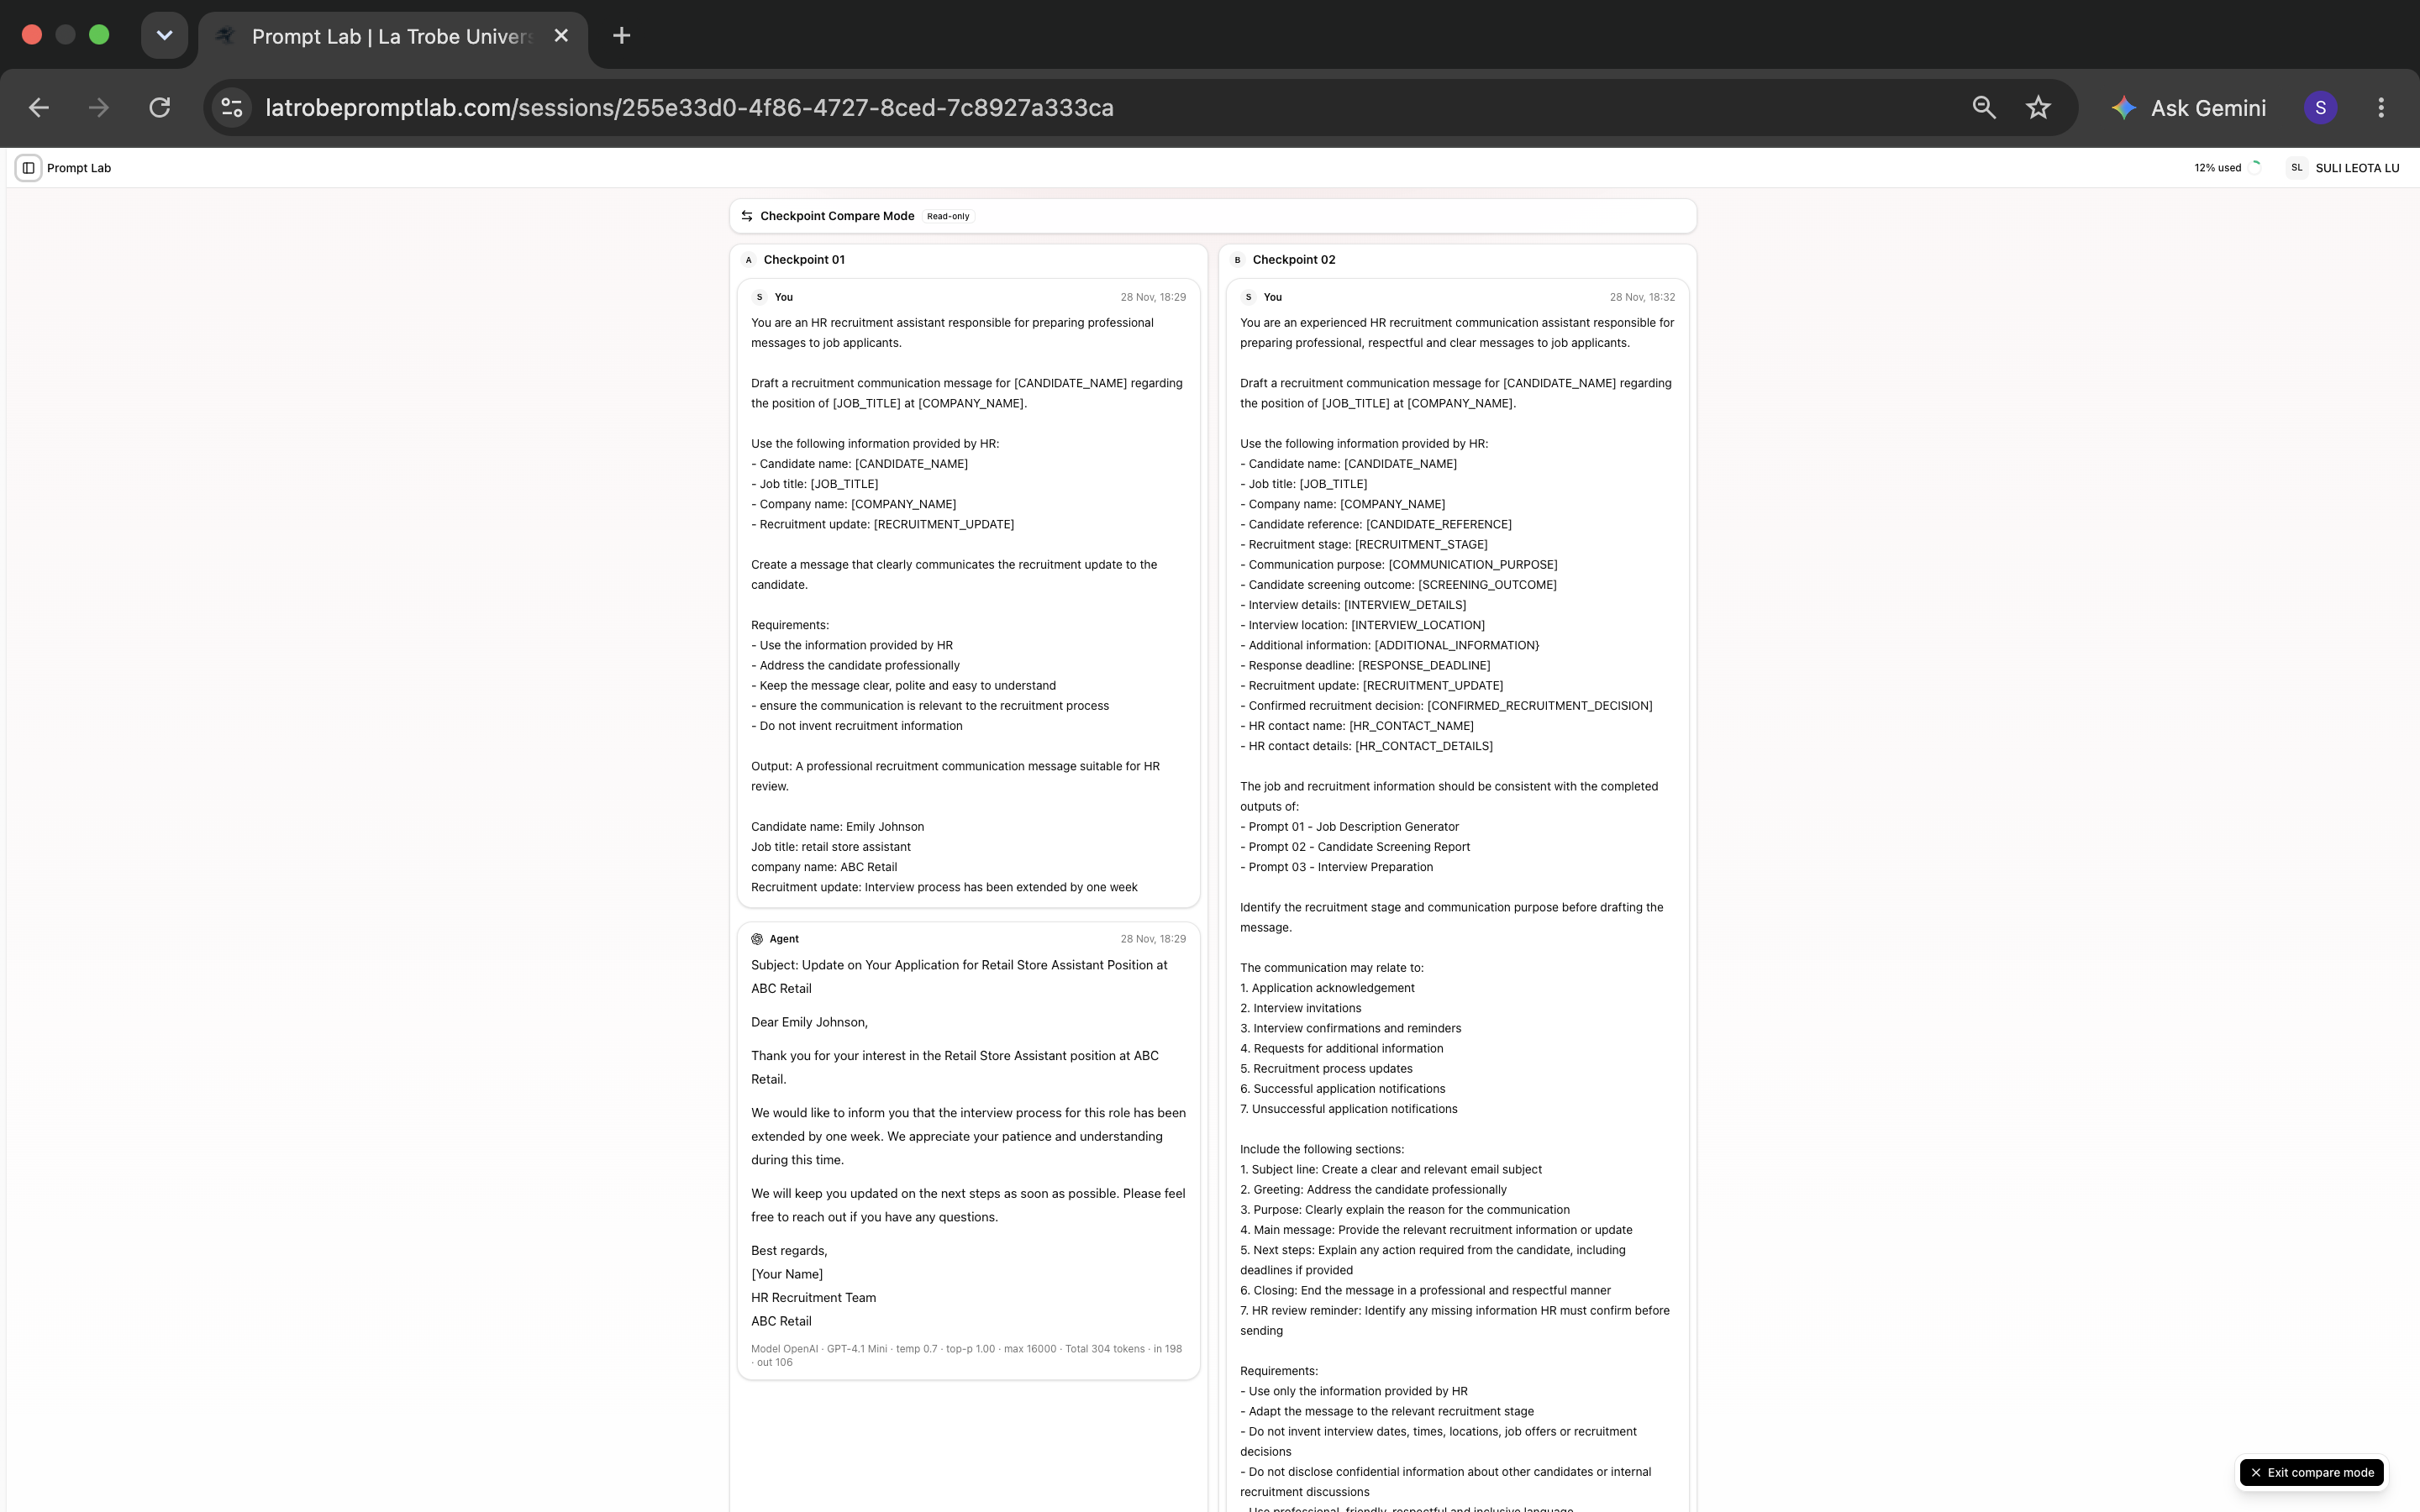 Prompt Lab | La Trobe Univers
latrobepromptlab.com/sessions/255e33d0-4f86-4727-8ced-7c8927a333ca
Ask Gemini
S
Prompt Lab
12% used
SL
SULI LEOTA LU
Checkpoint Compare Mode
Read-only
A
Checkpoint 01
S
You
28 Nov, 18:29
You are an HR recruitment assistant responsible for preparing professional
messages to job applicants.
Draft a recruitment communication message for [CANDIDATE_NAME] regarding
the position of [JOB_TITLE] at [COMPANY_NAME].
Use the following information provided by HR:
- Candidate name: [CANDIDATE_NAME]
- Job title: [JOB_TITLE]
- Company name: [COMPANY_NAME]
- Recruitment update: [RECRUITMENT_UPDATE]
Create a message that clearly communicates the recruitment update to the
candidate.
Requirements:
- Use the information provided by HR
- Address the candidate professionally
- Keep the message clear, polite and easy to understand
- ensure the communication is relevant to the recruitment process
- Do not invent recruitment information
Output: A professional recruitment communication message suitable for HR
review.
Candidate name: Emily Johnson
Job title: retail store assistant
company name: ABC Retail
Recruitment update: Interview process has been extended by one week
Agent
28 Nov, 18:29
Subject: Update on Your Application for Retail Store Assistant Position at
ABC Retail
Dear Emily Johnson,
Thank you for your interest in the Retail Store Assistant position at ABC
Retail.
We would like to inform you that the interview process for this role has been
extended by one week. We appreciate your patience and understanding
during this time.
We will keep you updated on the next steps as soon as possible. Please feel
free to reach out if you have any questions.
Best regards,
[Your Name]
HR Recruitment Team
ABC Retail
Model OpenAI · GPT-4.1 Mini · temp 0.7 · top-p 1.00 · max 16000 · Total 304 tokens · in 198
· out 106
B
Checkpoint 02
S
You
28 Nov, 18:32
You are an experienced HR recruitment communication assistant responsible for
preparing professional, respectful and clear messages to job applicants.
Draft a recruitment communication message for [CANDIDATE_NAME] regarding
the position of [JOB_TITLE] at [COMPANY_NAME].
Use the following information provided by HR:
- Candidate name: [CANDIDATE_NAME]
- Job title: [JOB_TITLE]
- Company name: [COMPANY_NAME]
- Candidate reference: [CANDIDATE_REFERENCE]
- Recruitment stage: [RECRUITMENT_STAGE]
- Communication purpose: [COMMUNICATION_PURPOSE]
- Candidate screening outcome: [SCREENING_OUTCOME]
- Interview details: [INTERVIEW_DETAILS]
- Interview location: [INTERVIEW_LOCATION]
- Additional information: [ADDITIONAL_INFORMATION}
- Response deadline: [RESPONSE_DEADLINE]
- Recruitment update: [RECRUITMENT_UPDATE]
- Confirmed recruitment decision: [CONFIRMED_RECRUITMENT_DECISION]
- HR contact name: [HR_CONTACT_NAME]
- HR contact details: [HR_CONTACT_DETAILS]
The job and recruitment information should be consistent with the completed
outputs of:
- Prompt 01 - Job Description Generator
- Prompt 02 - Candidate Screening Report
- Prompt 03 - Interview Preparation
Identify the recruitment stage and communication purpose before drafting the
message.
The communication may relate to:
1. Application acknowledgement
2. Interview invitations
3. Interview confirmations and reminders
4. Requests for additional information
5. Recruitment process updates
6. Successful application notifications
7. Unsuccessful application notifications
Include the following sections:
1. Subject line: Create a clear and relevant email subject
2. Greeting: Address the candidate professionally
3. Purpose: Clearly explain the reason for the communication
4. Main message: Provide the relevant recruitment information or update
5. Next steps: Explain any action required from the candidate, including
deadlines if provided
6. Closing: End the message in a professional and respectful manner
7. HR review reminder: Identify any missing information HR must confirm before
sending
Requirements:
- Use only the information provided by HR
- Adapt the message to the relevant recruitment stage
- Do not invent interview dates, times, locations, job offers or recruitment
decisions
- Do not disclose confidential information about other candidates or internal
recruitment discussions
- Use professional, friendly, respectful and inclusive language
Exit compare mode